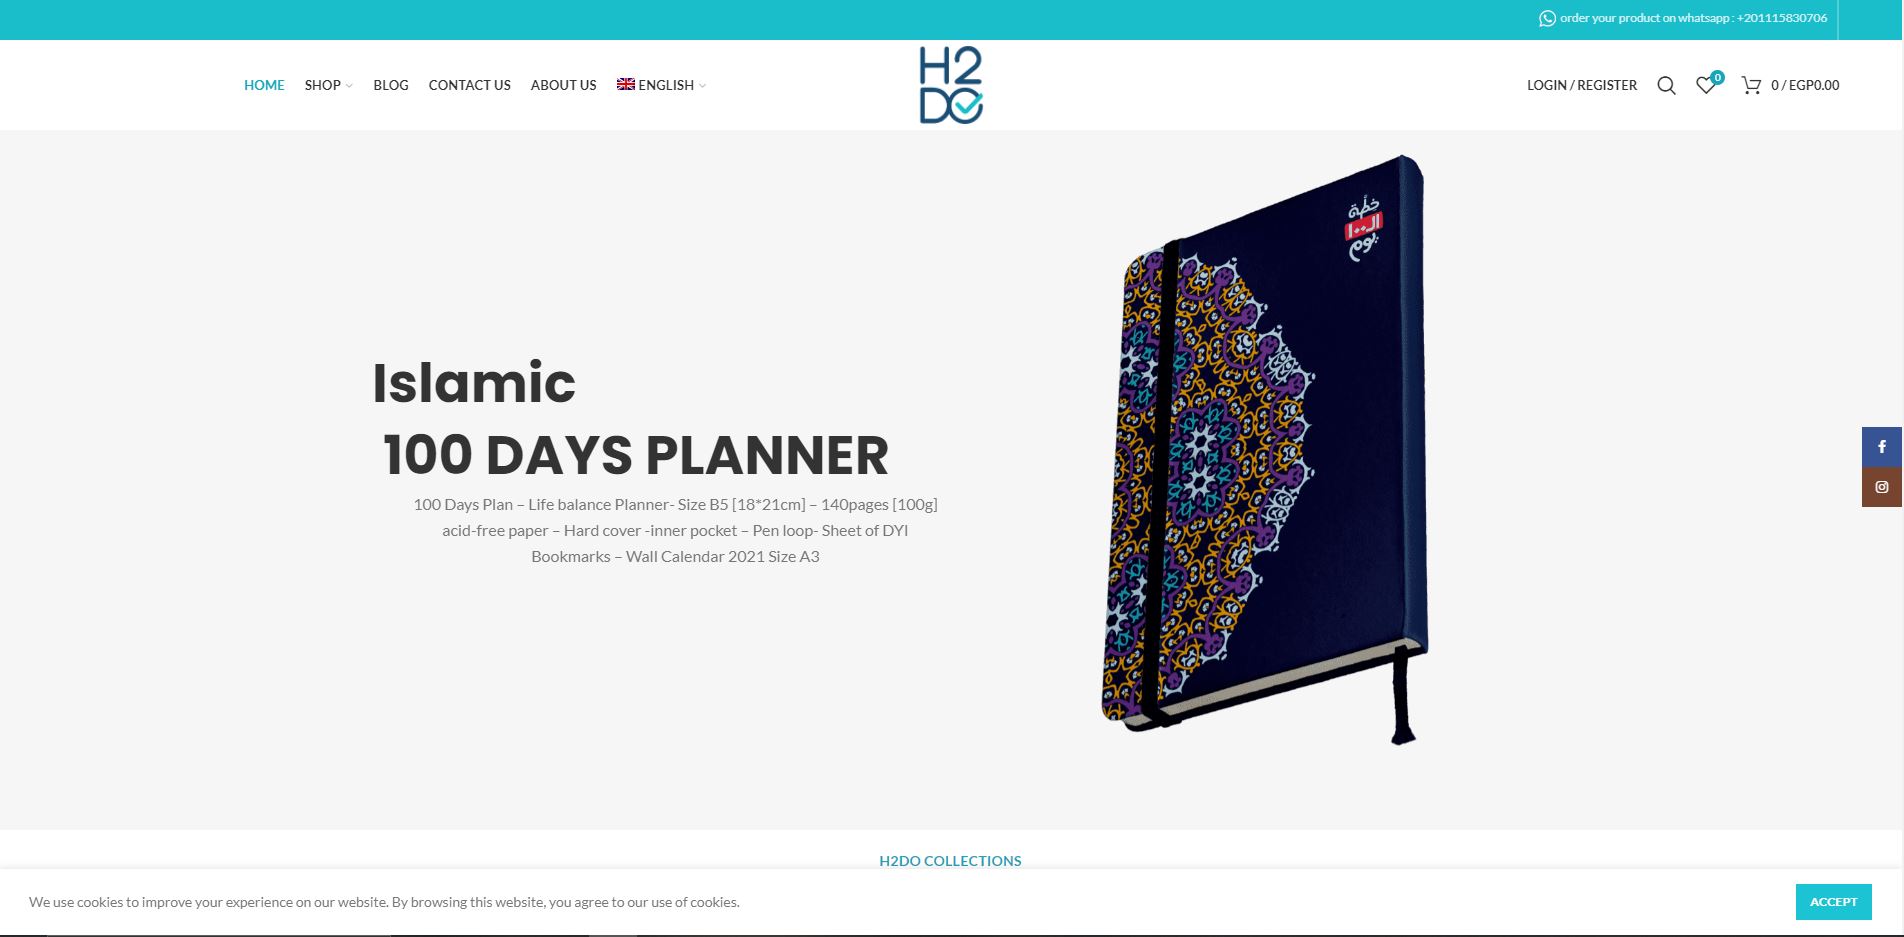 order your product on whatsapp : +201115830706
HOME SHOP BLOG CONTACT US ABOUT US ENGLISH
H2
DO
LOGIN / REGISTER 0 0 / EGP0.00
خطة
الـ١٠٠
يوم
Islamic
100 DAYS PLANNER
100 Days Plan – Life balance Planner- Size B5 [18*21cm] – 140pages [100g]
acid-free paper – Hard cover -inner pocket – Pen loop- Sheet of DYI
Bookmarks – Wall Calendar 2021 Size A3
H2DO COLLECTIONS
We use cookies to improve your experience on our website. By browsing this website, you agree to our use of cookies.
ACCEPT